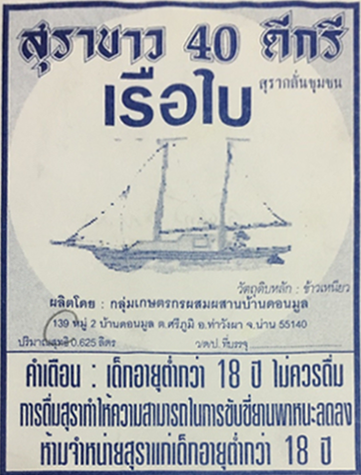 สุราขาว 40 ดีกรี
สุรากลั่นชุมชน
เรือใบ
วัตถุดิบหลัก : ข้าวเหนียว
ผลิตโดย : กลุ่มเกษตรกรผสมผสานบ้านดอนมูล
139 หมู่ 2 บ้านดอนมูล ต.ศรีภูมิ อ.ท่าวังผา จ.น่าน 55140
ปริมาณสุทธิ 0.625 ลิตร ว/ด/ป. ที่บรรจุ
คำเตือน : เด็กอายุต่ำกว่า 18 ปี ไม่ควรดื่ม
การดื่มสุราทำให้ความสามารถในการขับขี่ยานพาหนะลดลง
ห้ามจำหน่ายสุราแก่เด็กอายุต่ำกว่า 18 ปี